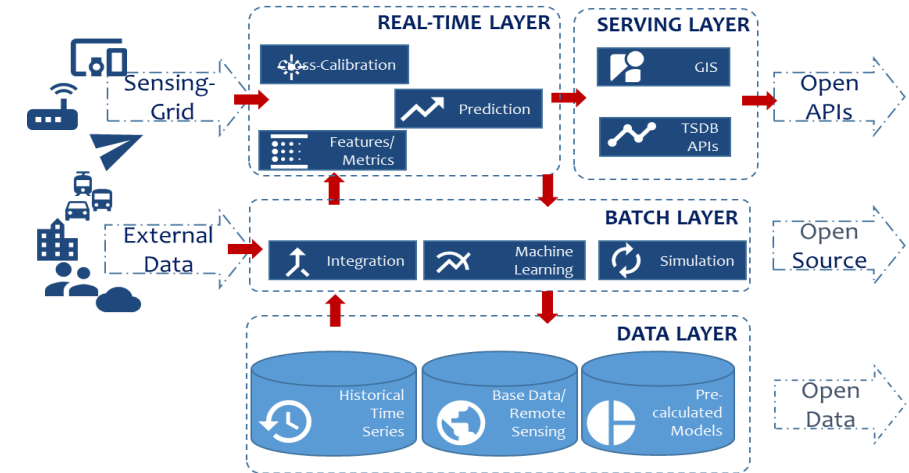 REAL-TIME LAYER
SERVING LAYER
Sensing-
Grid
Cross-Calibration
Prediction
Features/
Metrics
GIS
TSDB
APIs
Open
APIs
External
Data
BATCH LAYER
Integration
Machine
Learning
Simulation
Open
Source
DATA LAYER
Historical
Time
Series
Base Data/
Remote
Sensing
Pre-
calculated
Models
Open
Data